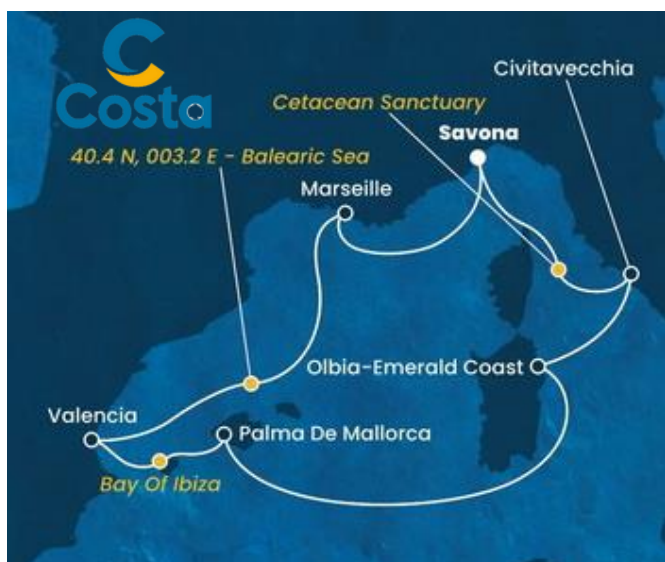 Costa
Civitavecchia
Cetacean Sanctuary
Savona
40.4 N, 003.2 E - Balearic Sea
Marseille
Olbia-Emerald Coast
Valencia
Palma De Mallorca
Bay Of Ibiza